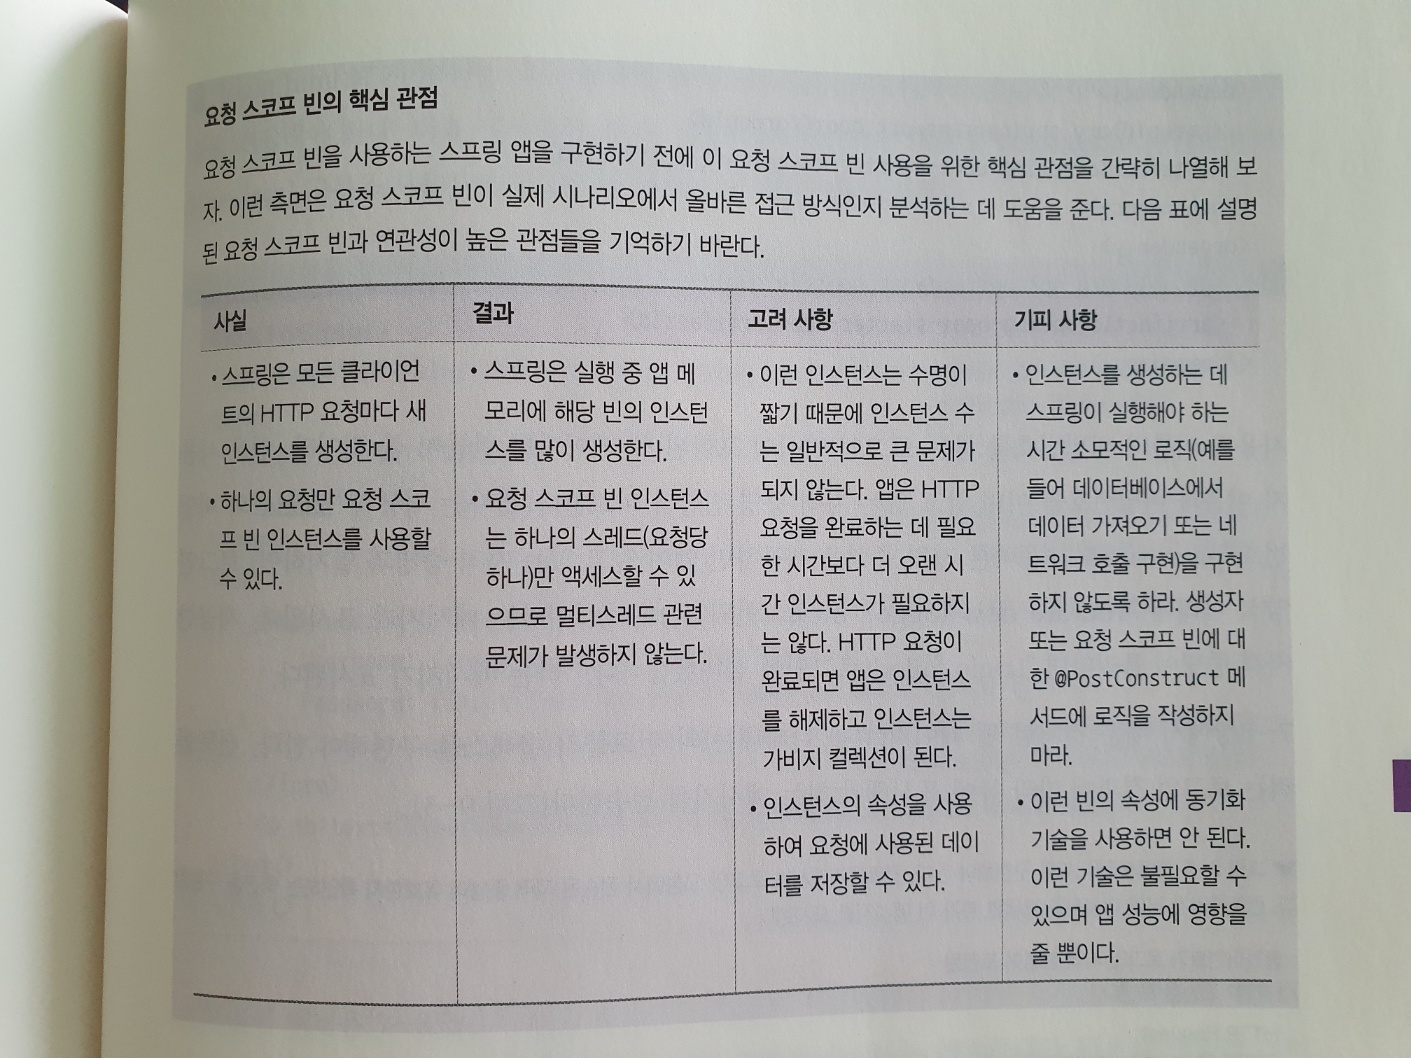 요청 스코프 빈의 핵심 관점
요청 스코프 빈을 사용하는 스프링 앱을 구현하기 전에 이 요청 스코프 빈 사용을 위한 핵심 관점을 간략히 나열해 보
자. 이런 측면은 요청 스코프 빈이 실제 시나리오에서 올바른 접근 방식인지 분석하는 데 도움을 준다. 다음 표에 설명
된 요청 스코프 빈과 연관성이 높은 관점들을 기억하기 바란다.
사실
• 스프링은 모든 클라이언
트의 HTTP 요청마다 새
인스턴스를 생성한다.
• 하나의 요청만 요청 스코
프 빈 인스턴스를 사용할
수 있다.
결과
• 스프링은 실행 중 앱 메
모리에 해당 빈의 인스턴
스를 많이 생성한다.
• 요청 스코프 빈 인스턴스
는 하나의 스레드(요청당
하나)만 액세스할 수 있
으므로 멀티스레드 관련
문제가 발생하지 않는다.
고려 사항
• 이런 인스턴스는 수명이
짧기 때문에 인스턴스 수
는 일반적으로 큰 문제가
되지 않는다. 앱은 HTTP
요청을 완료하는 데 필요
한 시간보다 더 오랜 시
간 인스턴스가 필요하지
는 않다. HTTP 요청이
완료되면 앱은 인스턴스
를 해제하고 인스턴스는
가비지 컬렉션이 된다.
• 인스턴스의 속성을 사용
하여 요청에 사용된 데이
터를 저장할 수 있다.
기피 사항
• 인스턴스를 생성하는 데
스프링이 실행해야 하는
시간 소모적인 로직(예를
들어 데이터베이스에서
데이터 가져오기 또는 네
트워크 호출 구현)을 구현
하지 않도록 하라. 생성자
또는 요청 스코프 빈에 대
한 @PostConstruct 메
서드에 로직을 작성하지
마라.
• 이런 빈의 속성에 동기화
기술을 사용하면 안 된다.
이런 기술은 불필요할 수
있으며 앱 성능에 영향을
줄 뿐이다.